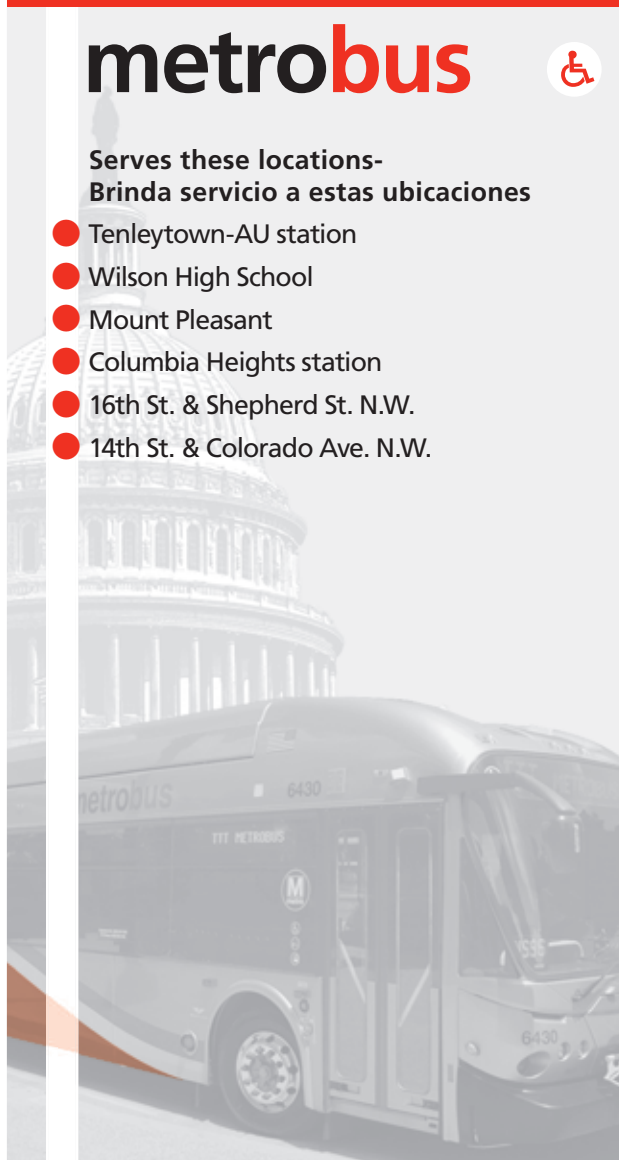 metrobus
Serves these locations-
Brinda servicio a estas ubicaciones
Tenleytown-AU station
Wilson High School
Mount Pleasant
Columbia Heights station
16th St. & Shepherd St. N.W.
14th St. & Colorado Ave. N.W.
metrobus
6430
TYT METROBUS
M
6430